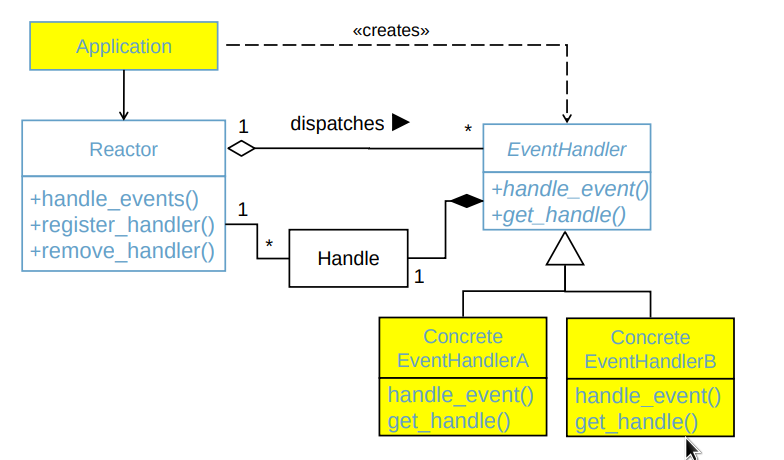 «creates»
Application
1
dispatches
*
Reactor
EventHandler
+handle_events()
+register_handler()
+remove_handler()
+handle_event()
+get_handle()
1
*
Handle
1
Concrete
EventHandlerA
handle_event()
get_handle()
Concrete
EventHandlerB
handle_event()
get_handle()